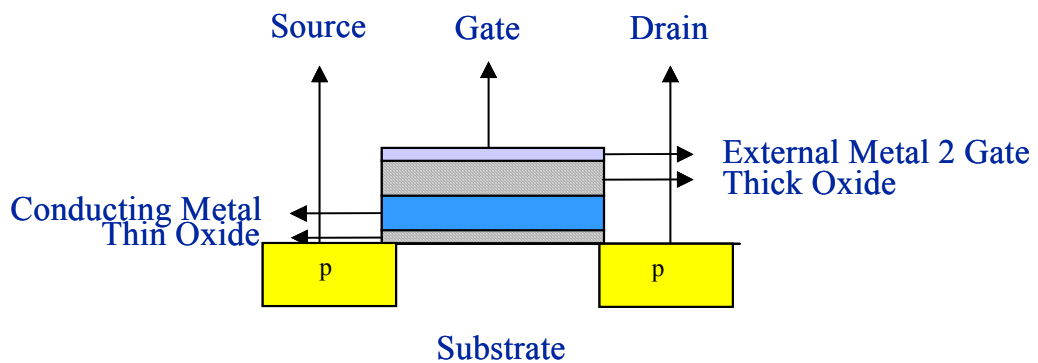 Source
Gate
Drain
External Metal 2 Gate
Thick Oxide
Conducting Metal
Thin Oxide
p
p
Substrate